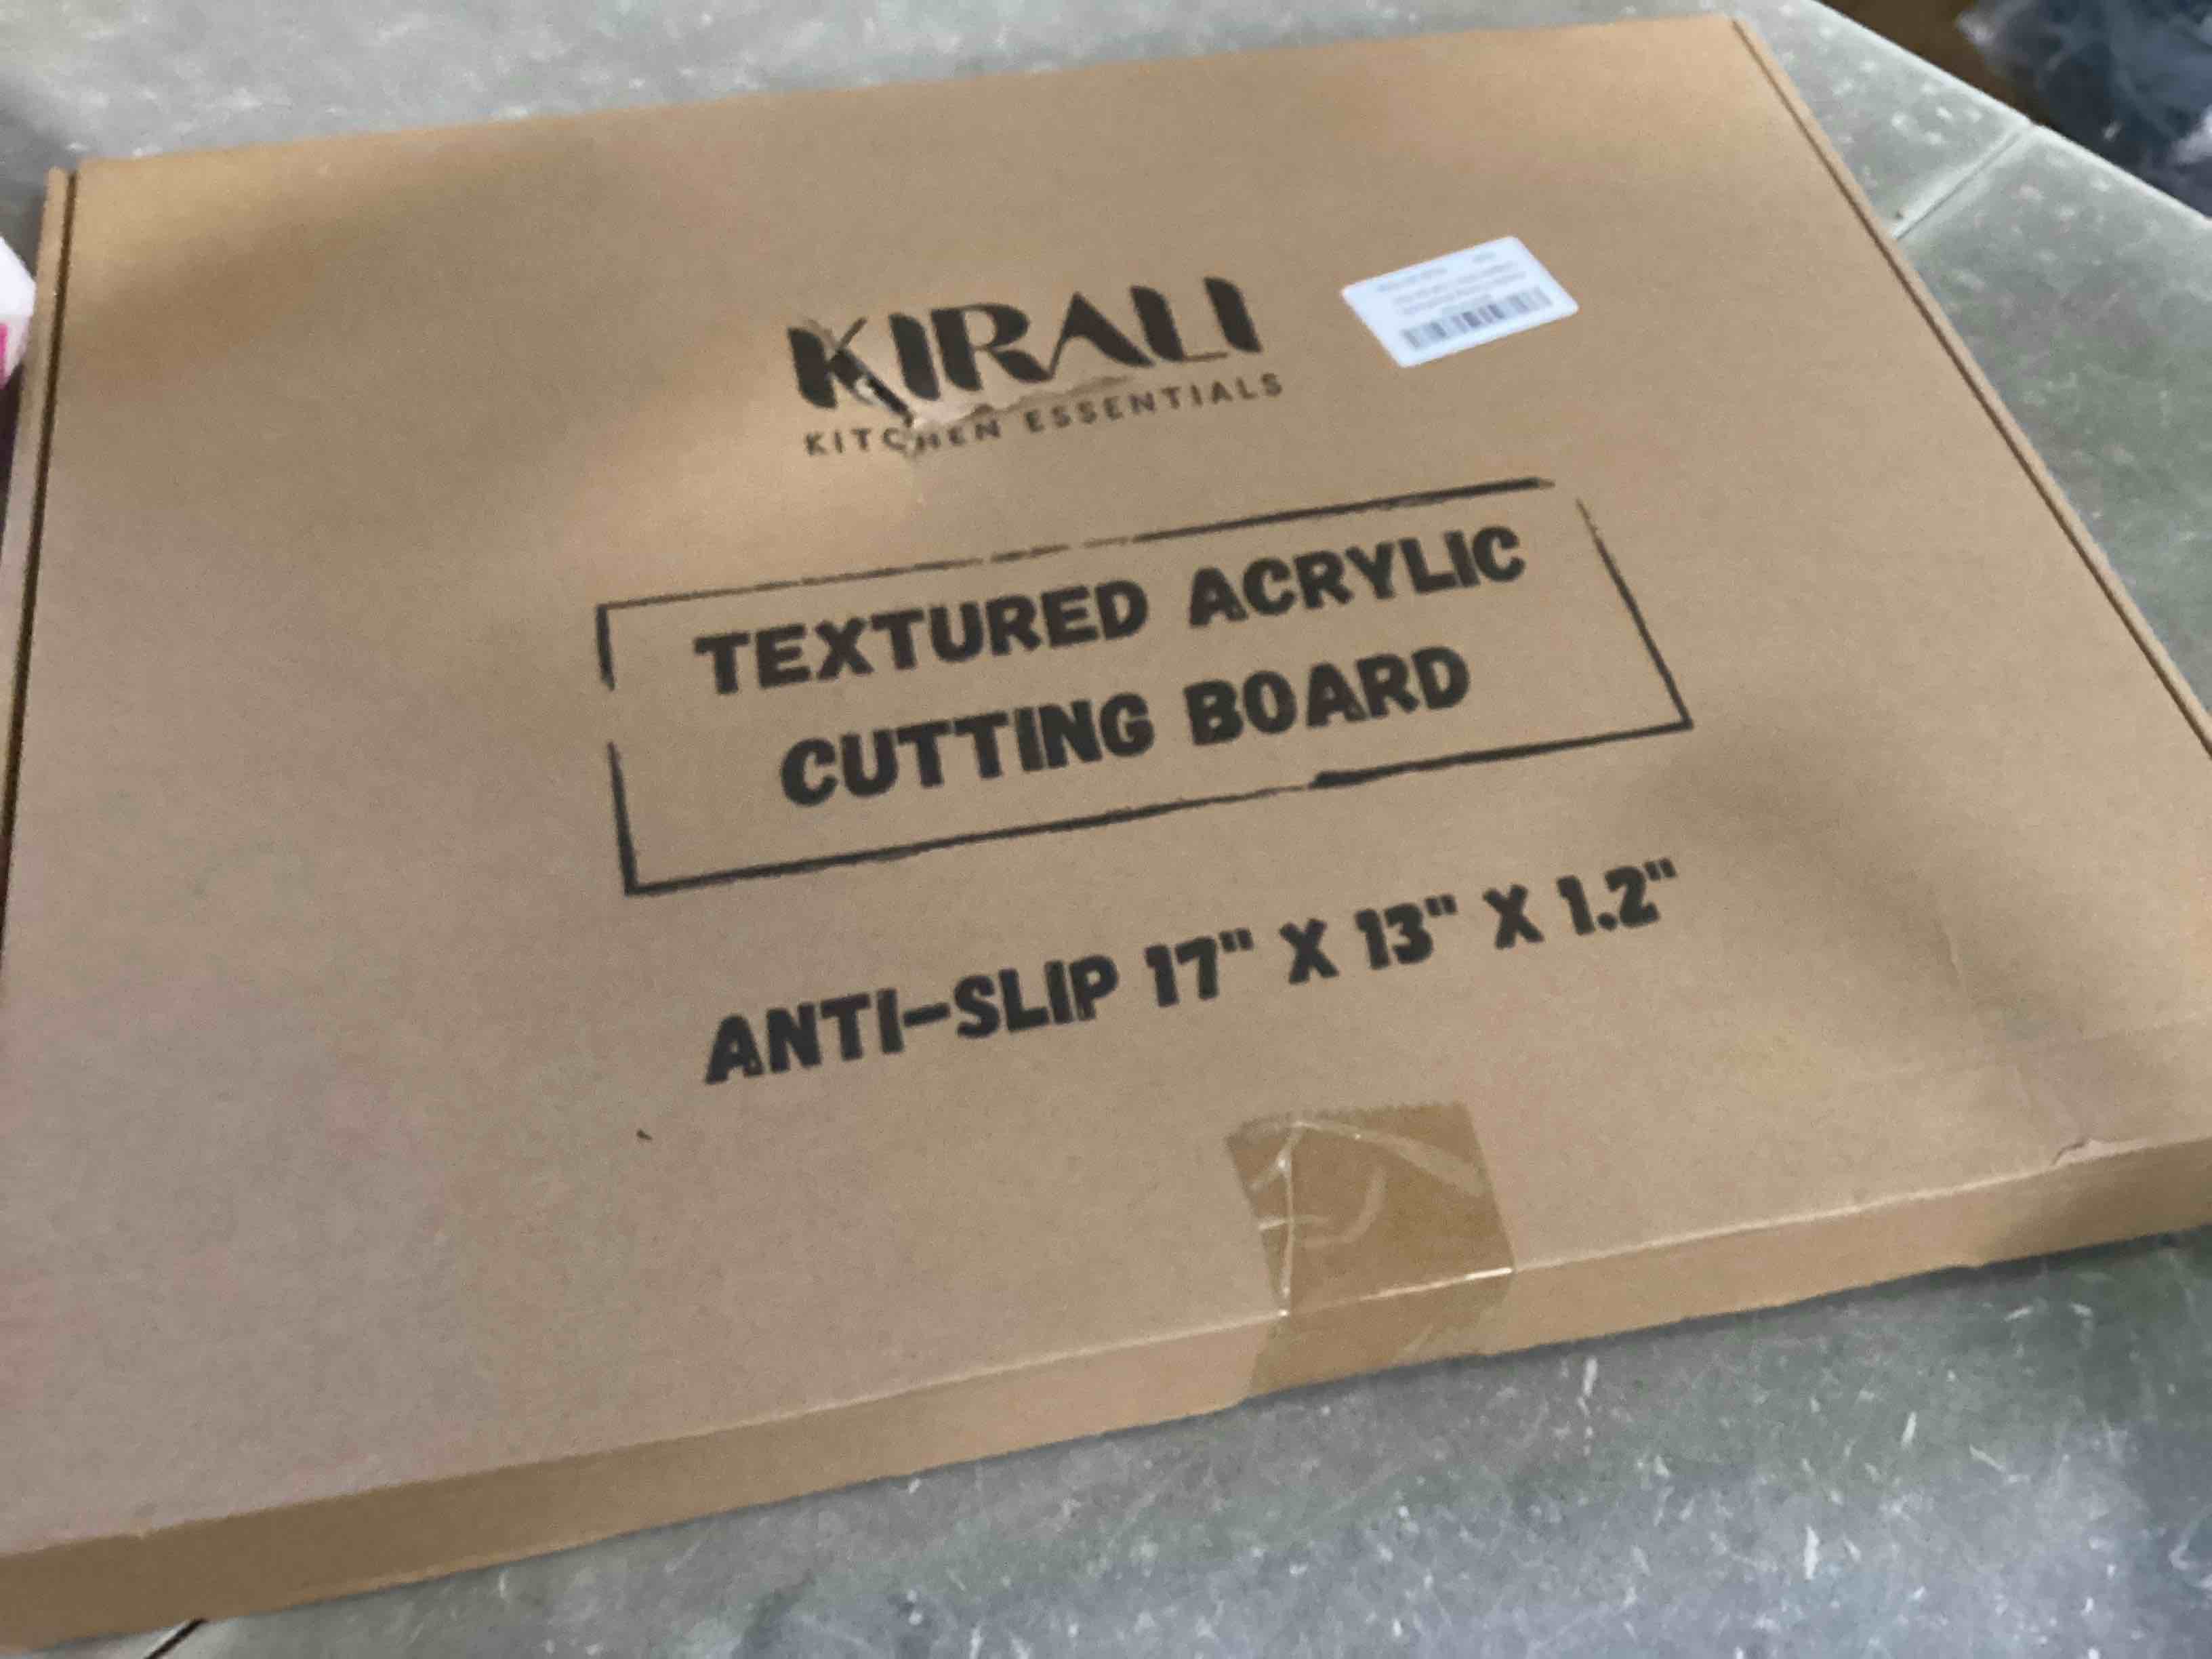 KIRALI
KITCHEN ESSENTIALS
TEXTURED ACRYLIC
CUTTING BOARD
ANTI-SLIP 17" X 13" X 1.2"